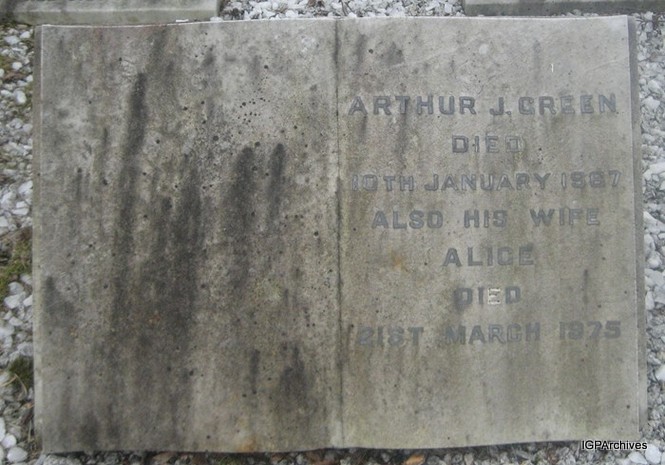 ARTHUR J. GREEN
DIED
10TH JANUARY 1967
ALSO HIS WIFE
ALICE
DIED
21ST MARCH 1975
IGPArchives